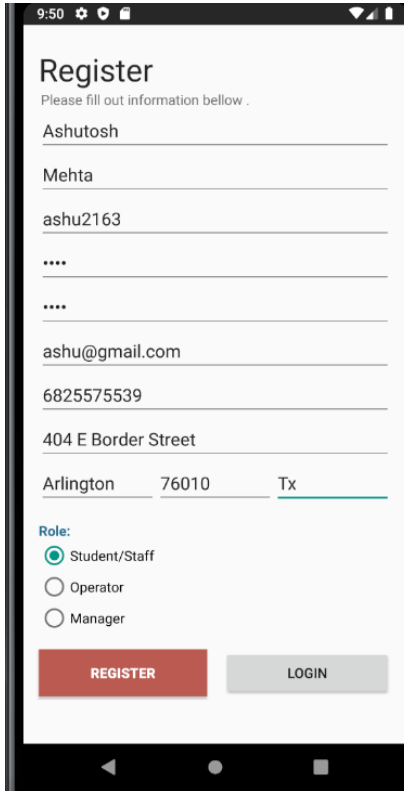 9:50
Register
Please fill out information bellow .
Ashutosh
Mehta
ashu2163
••••
••••
ashu@gmail.com
6825575539
404 E Border Street
Arlington 76010 Tx
Role:
Student/Staff
Operator
Manager
REGISTER LOGIN